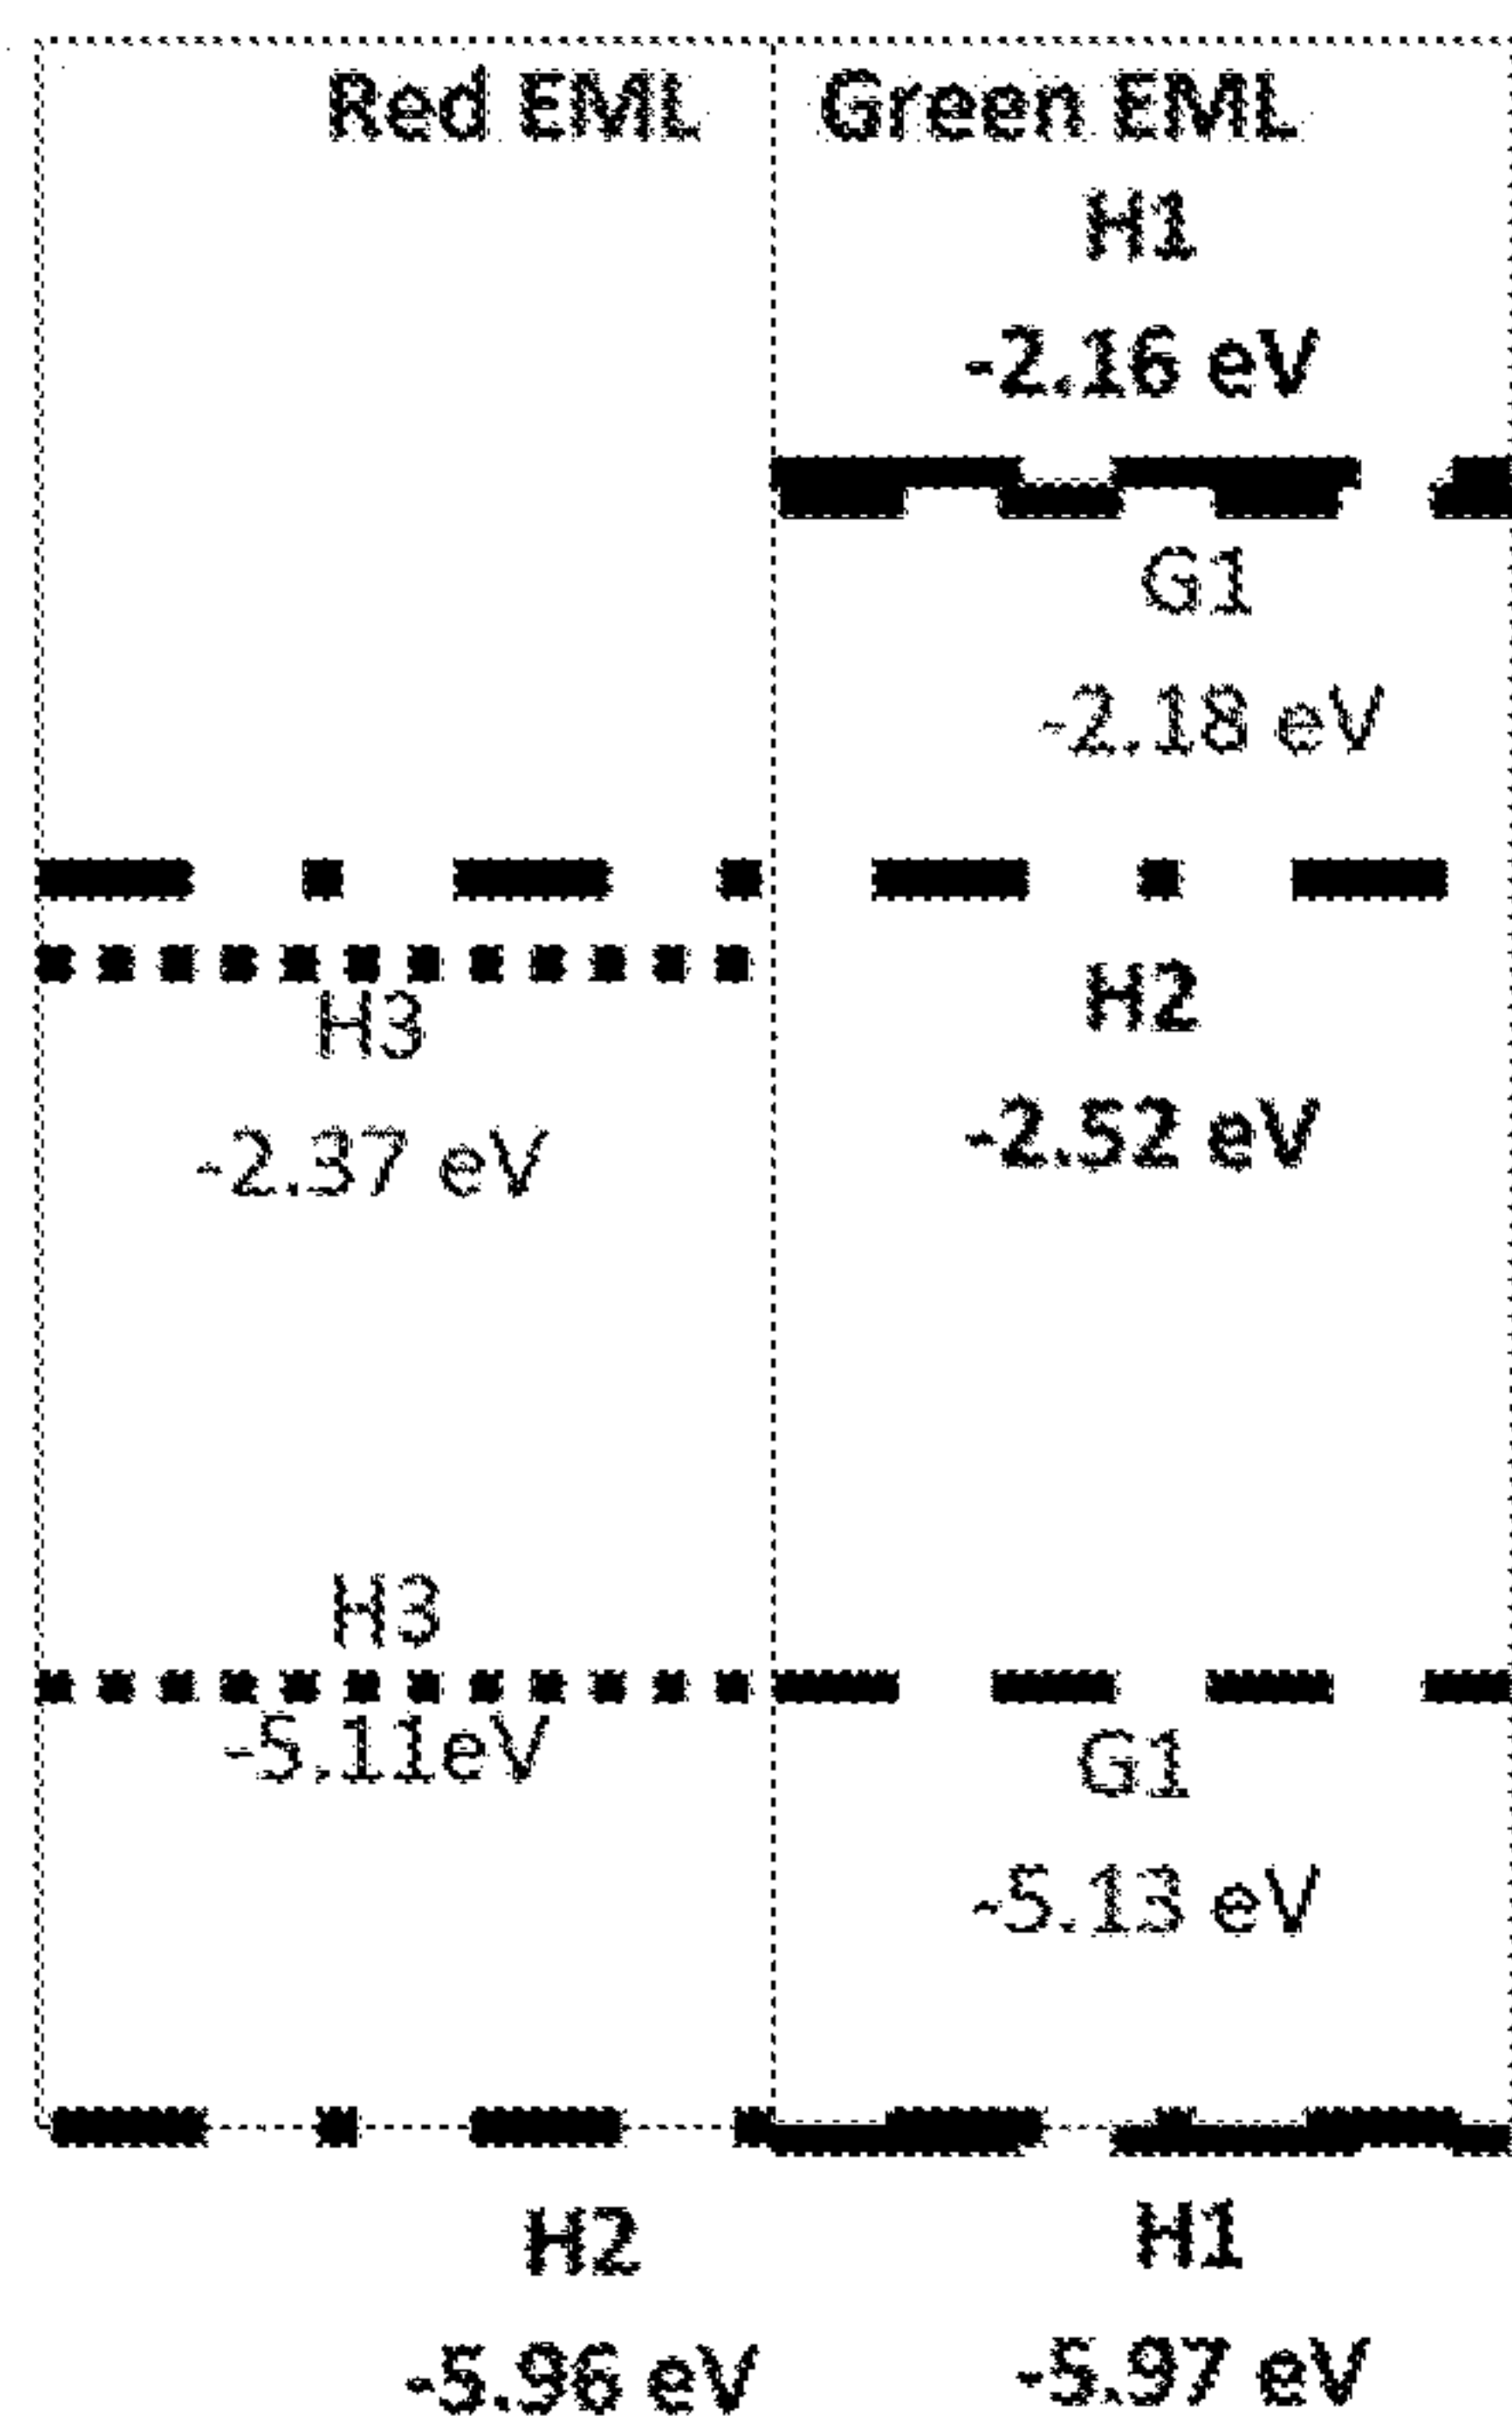 Red EML
Green EML
H1
-2.16 eV
G1
-2.18 eV
H3
-2.37 eV
H2
-2.52 eV
H3
-5.11eV
G1
-5.13 eV
H2
-5.96 eV
H1
-5.97 eV